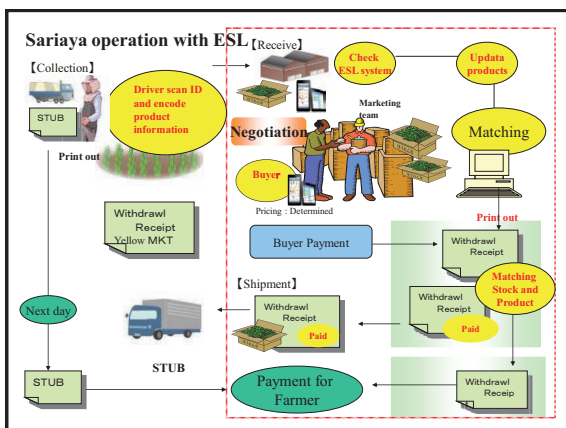 Sariaya operation with ESL
【Collection】
STUB
Print out
Driver scan ID
and encode
product
information
【Receive】
Check
ESL system
Updata
products
Marketing
team
Negotiation
Matching
Buyer
Pricing : Determined
Print out
Withdrawl
Receipt
Yellow MKT
Buyer Payment
Withdrawl
Receipt
Matching
Stock and
Product
Withdrawl
Receipt
Paid
【Shipment】
Withdrawl
Receipt
Paid
Next day
STUB
STUB
Payment for
Farmer
Withdrawl
Receip